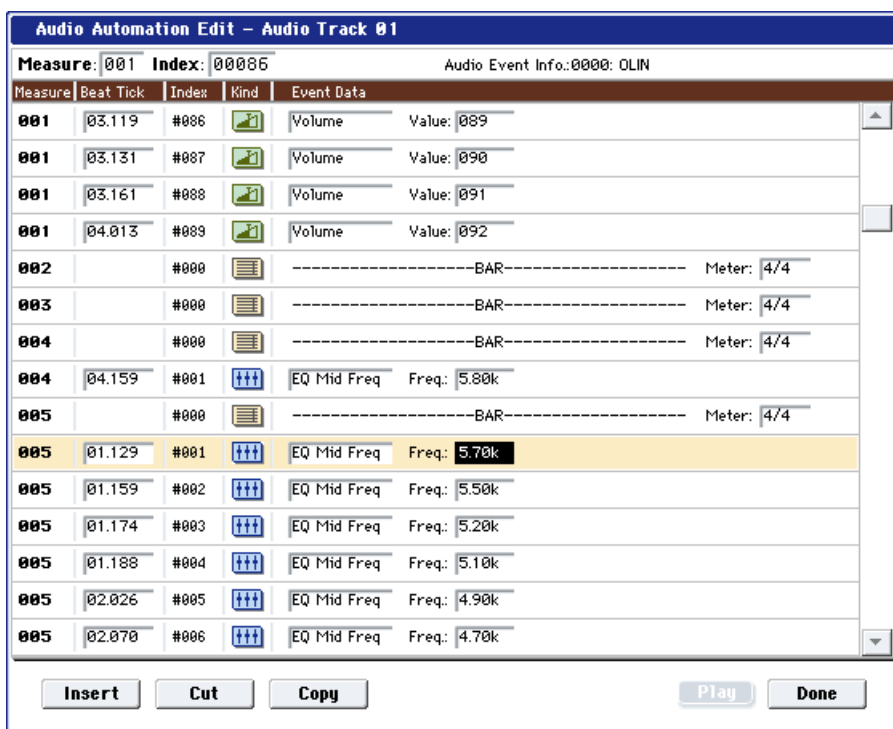 Audio Automation Edit – Audio Track 01
Measure: 001 Index: 00086 Audio Event Info.:0000: OLIN
Measure Beat Tick Index Kind Event Data
001 03.119 #086 Volume Value: 089
001 03.131 #087 Volume Value: 090
001 03.161 #088 Volume Value: 091
001 04.013 #089 Volume Value: 092
002 #000 -------------------BAR------------------- Meter: 4/4
003 #000 -------------------BAR------------------- Meter: 4/4
004 #000 -------------------BAR------------------- Meter: 4/4
004 04.159 #001 EQ Mid Freq Freq.: 5.80k
005 #000 -------------------BAR------------------- Meter: 4/4
005 01.129 #001 EQ Mid Freq Freq.: 5.70k
005 01.159 #002 EQ Mid Freq Freq.: 5.50k
005 01.174 #003 EQ Mid Freq Freq.: 5.20k
005 01.188 #004 EQ Mid Freq Freq.: 5.10k
005 02.026 #005 EQ Mid Freq Freq.: 4.90k
005 02.070 #006 EQ Mid Freq Freq.: 4.70k
Insert Cut Copy Play Done